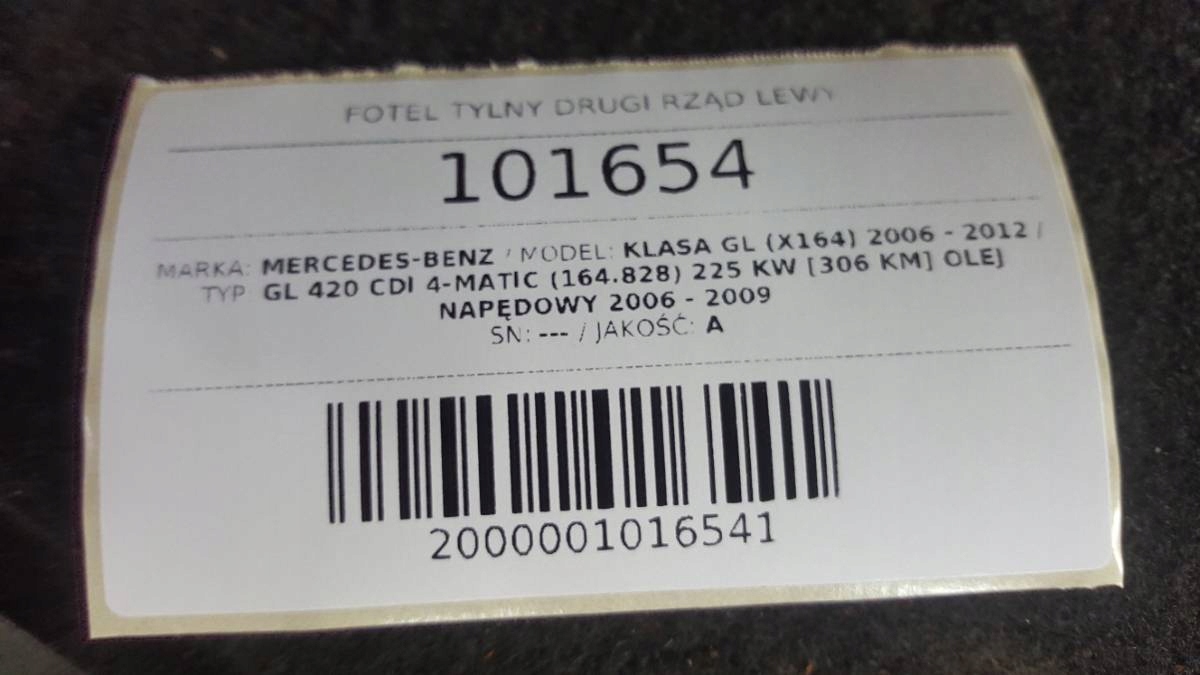 FOTEL TYLNY DRUGI RZĄD LEWY
101654
MARKA: MERCEDES-BENZ / MODEL: KLASA GL (X164) 2006 - 2012 /
TYP: GL 420 CDI 4-MATIC (164.828) 225 KW [306 KM] OLEJ
NAPĘDOWY 2006 - 2009
SN: --- / JAKOŚĆ: A
2000001016541